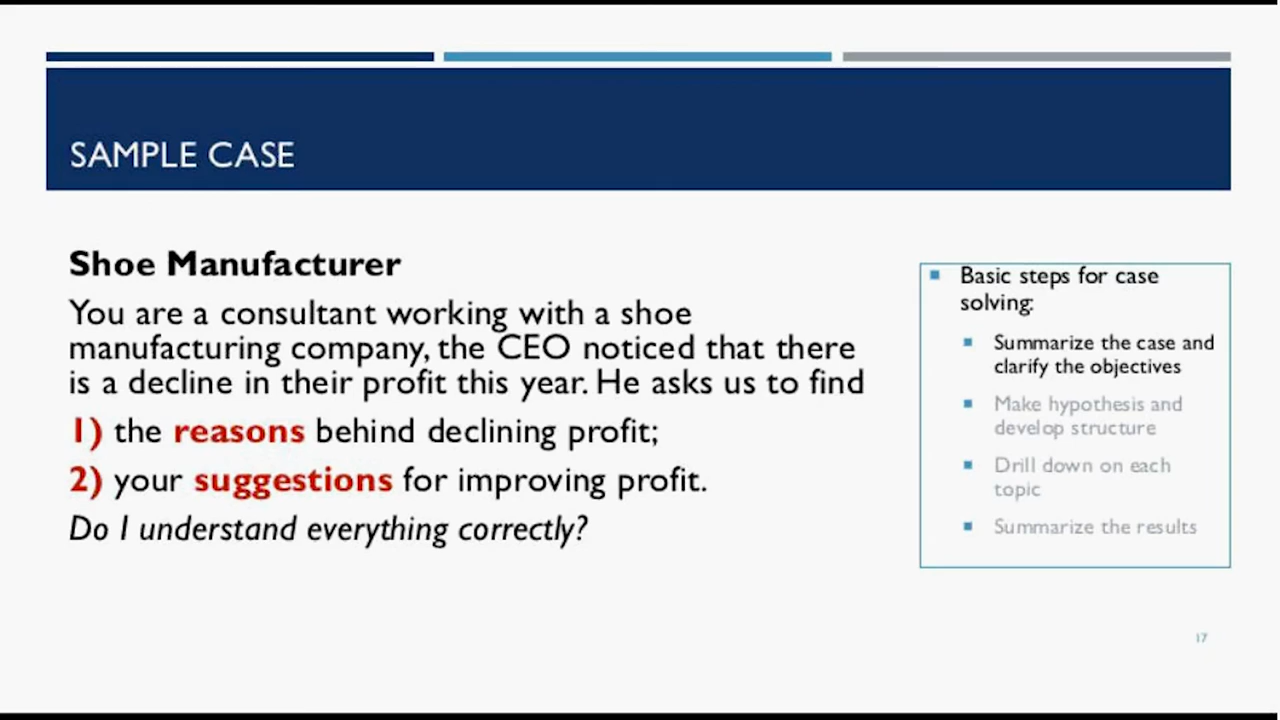 SAMPLE CASE
Shoe Manufacturer
You are a consultant working with a shoe
manufacturing company, the CEO noticed that there
is a decline in their profit this year. He asks us to find
1) the reasons behind declining profit;
2) your suggestions for improving profit.
Do I understand everything correctly?
Basic steps for case
solving:
Summarize the case and
clarify the objectives
Make hypothesis and
develop structure
Drill down on each
topic
Summarize the results
17